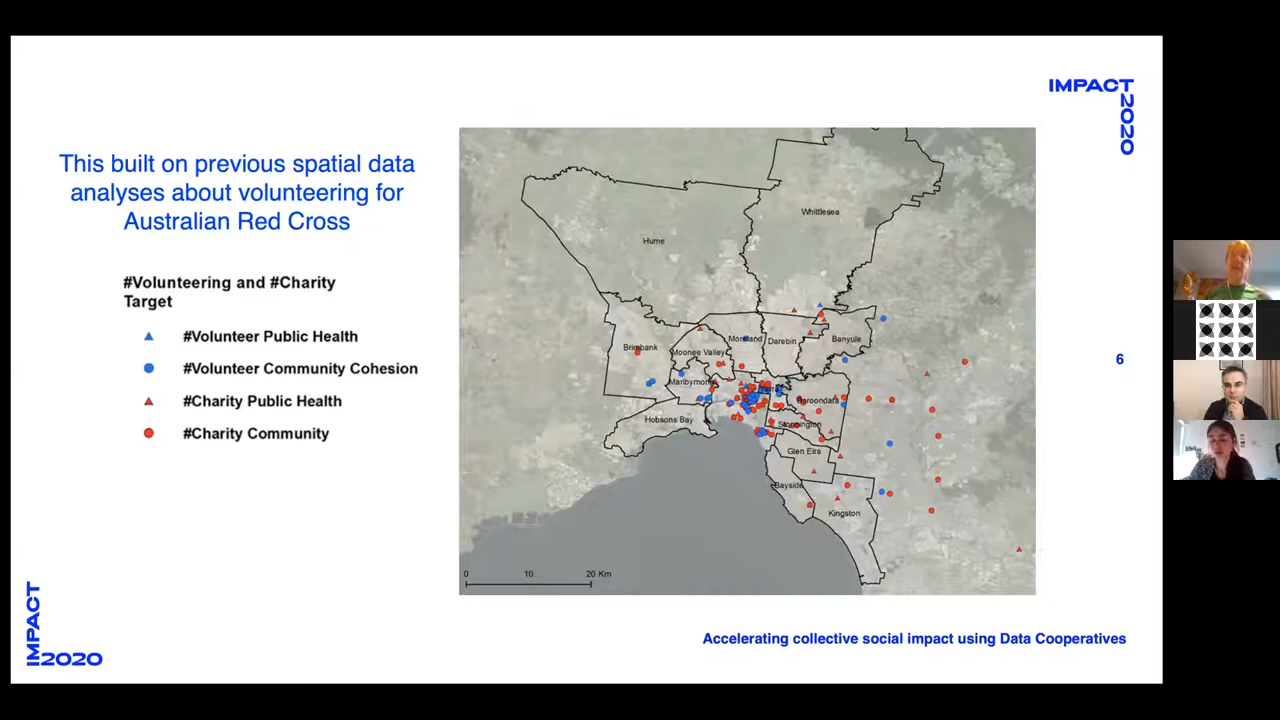 IMPACT
2020
This built on previous spatial data
analyses about volunteering for
Australian Red Cross
#Volunteering and #Charity
Target
#Volunteer Public Health
#Volunteer Community Cohesion
#Charity Public Health
#Charity Community
Whittlesea
Hume
Moreland
Darebin
Banyule
Brimbank
Moonee Valley
Maribyrnong
Yarra
Boroondara
Hobsons Bay
Stonnington
Glen Eira
Bayside
Kingston
0 10 20 Km
6
Accelerating collective social impact using Data Cooperatives
IMPACT
2020